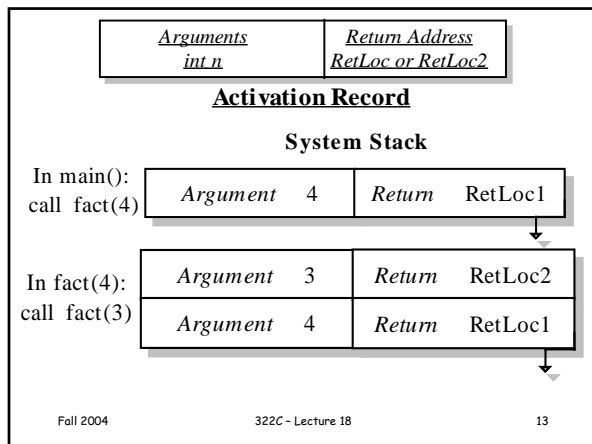 Arguments Return Address
int n RetLoc or RetLoc2
Activation Record
System Stack
In main():
call fact(4)
Argument 4 Return RetLoc1
In fact(4):
call fact(3)
Argument 3 Return RetLoc2
Argument 4 Return RetLoc1
Fall 2004 322C – Lecture 18 13